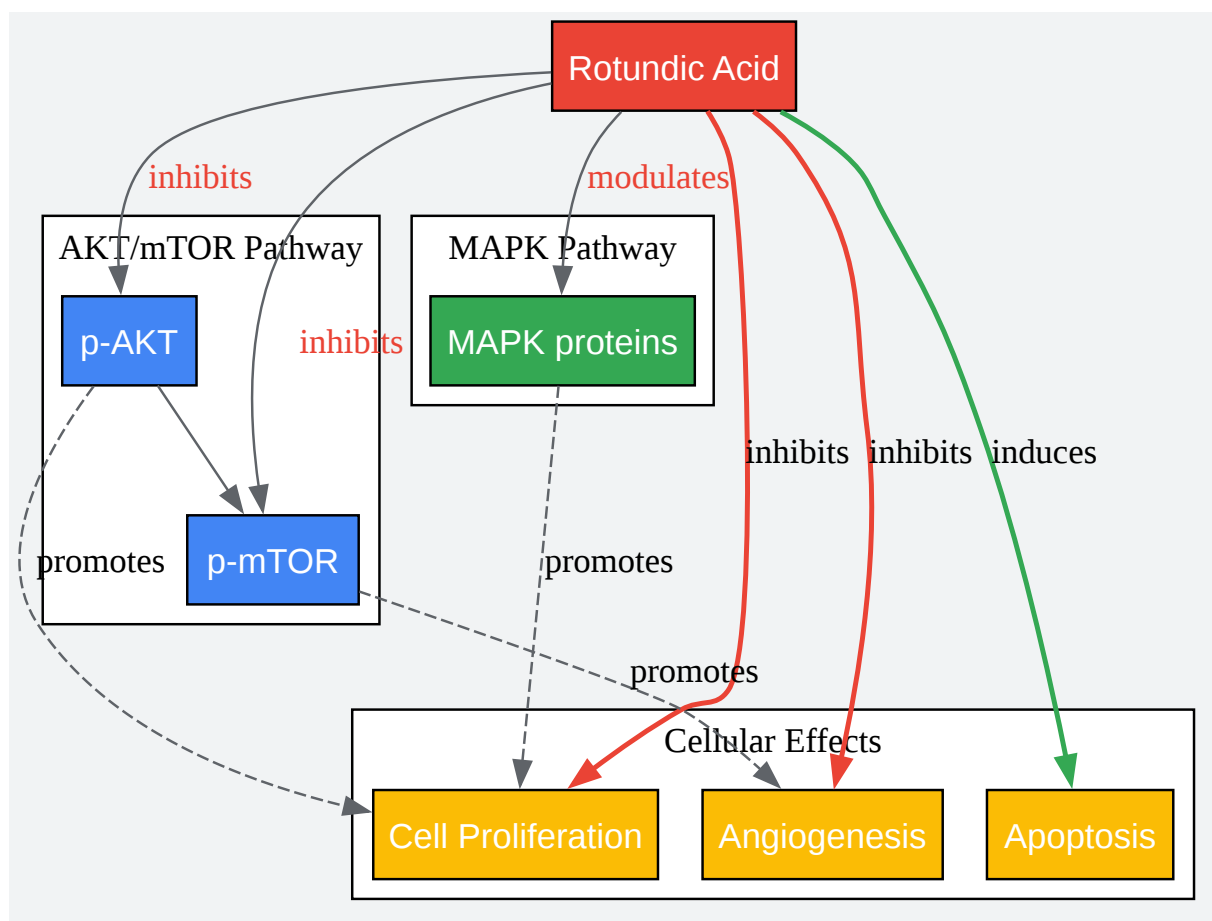 Rotundic Acid
inhibits
modulates
AKT/mTOR Pathway
MAPK Pathway
p-AKT
inhibits
MAPK proteins
inhibits
inhibits
induces
promotes
p-mTOR
promotes
promotes
Cellular Effects
Cell Proliferation
Angiogenesis
Apoptosis